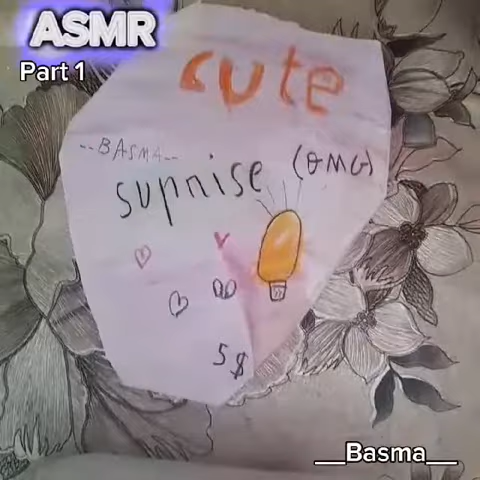 ASMR
Part 1
cute
--BASMA--
supnise (OMG)
5$
__Basma__